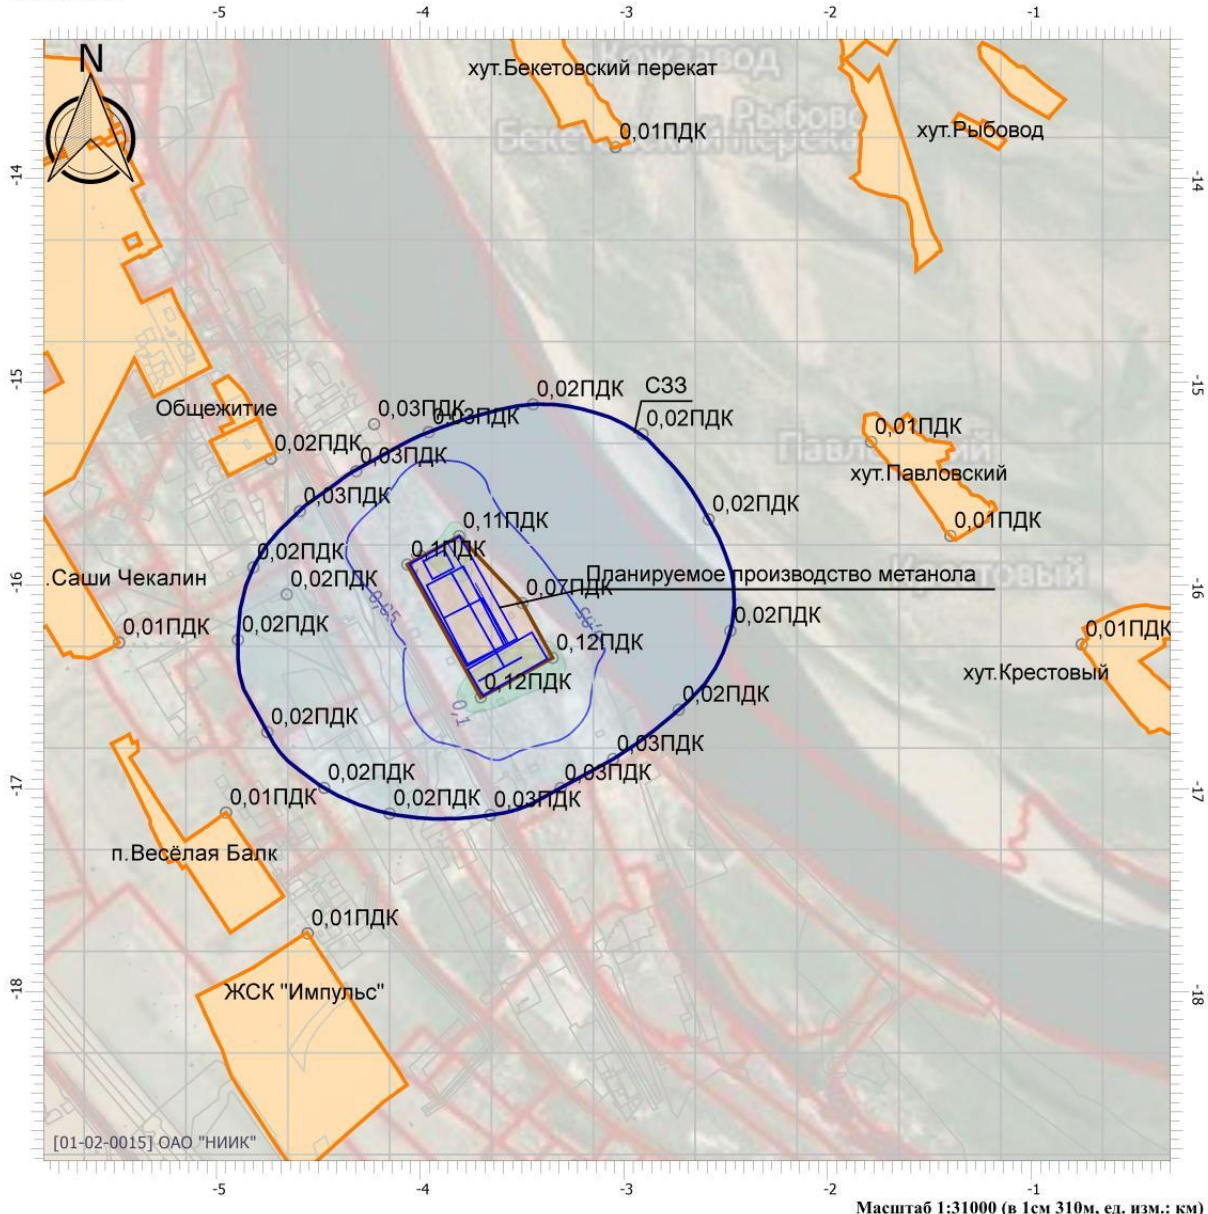 -5
-4
-3
-2
-1
N
хут.Бекетовский перекат
0,01ПДК
хут.Рыбовод
-14
-14
-15
-15
0,02ПДК
СЗЗ
0,02ПДК
Общежитие
0,03ПДК
0,03ПДК
0,02ПДК
0,03ПДК
0,01ПДК
хут.Павловский
0,03ПДК
0,02ПДК
0,01ПДК
0,11ПДК
0,02ПДК
0,1ПДК
.Саши Чекалин
0,02ПДК
0,07ПДК
Планируемое производство метанола
-16
-16
0,05
0,05
0,01ПДК
0,02ПДК
0,02ПДК
0,01ПДК
0,12ПДК
хут.Крестовый
0,12ПДК
0,1
0,02ПДК
0,02ПДК
0,03ПДК
0,02ПДК
0,03ПДК
-17
-17
0,01ПДК
0,02ПДК
0,03ПДК
п.Весёлая Балк
0,01ПДК
ЖСК "Импульс"
-18
-18
[01-02-0015] ОАО "НИИК"
-5
-4
-3
-2
-1
Масштаб 1:31000 (в 1см 310м, ед. изм.: км)